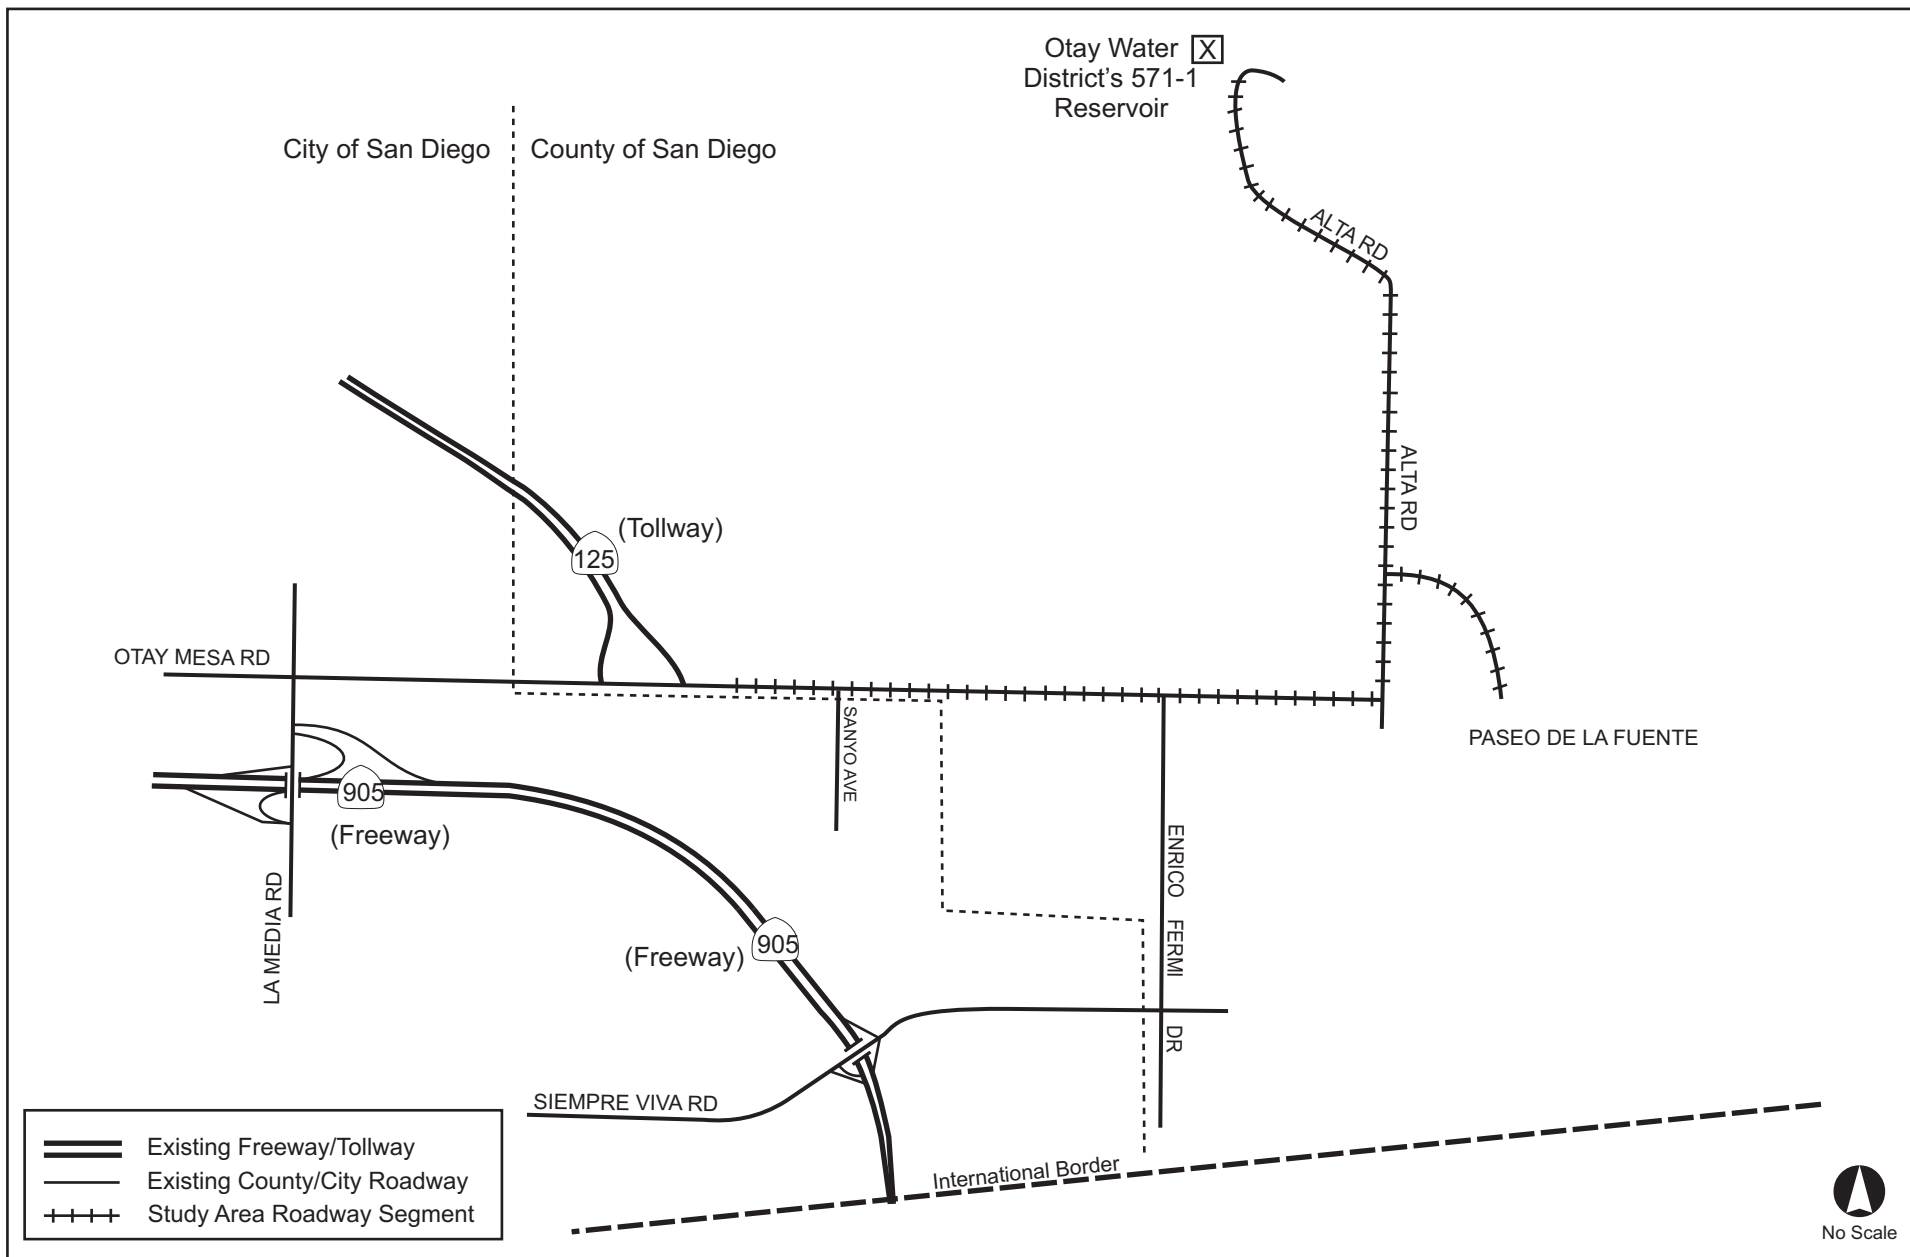 Otay Water X
District's 571-1
Reservoir
City of San Diego
County of San Diego
ALTA RD
ALTA RD
(Tollway)
125
OTAY MESA RD
SANYO AVE
PASEO DE LA FUENTE
905
(Freeway)
ENRICO FERMI DR
LA MEDIA RD
905
(Freeway)
SIEMPRE VIVA RD
International Border
Existing Freeway/Tollway
Existing County/City Roadway
Study Area Roadway Segment
No Scale